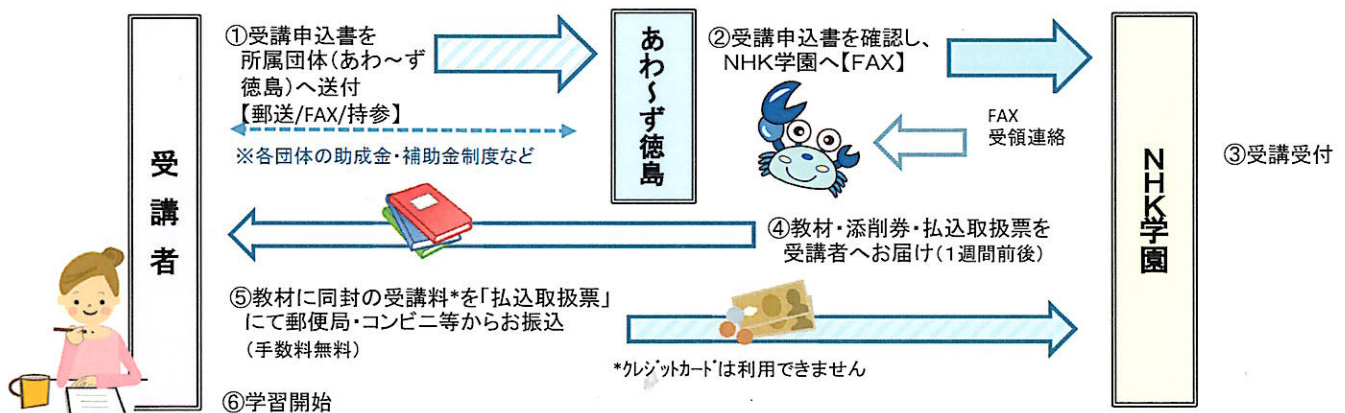 受講者
①受講申込書を
所属団体(あわ～ず
徳島)へ送付
【郵送/FAX/持参】
※各団体の助成金・補助金制度など
あわ～ず徳島
②受講申込書を確認し、
NHK学園へ【FAX】
FAX
受領連絡
NHK学園
③受講受付
④教材・添削券・払込取扱票を
受講者へお届け(1週間前後)
⑤教材に同封の受講料*を「払込取扱票」
にて郵便局・コンビニ等からお振込
(手数料無料)
*クレジットカードは利用できません
⑥学習開始